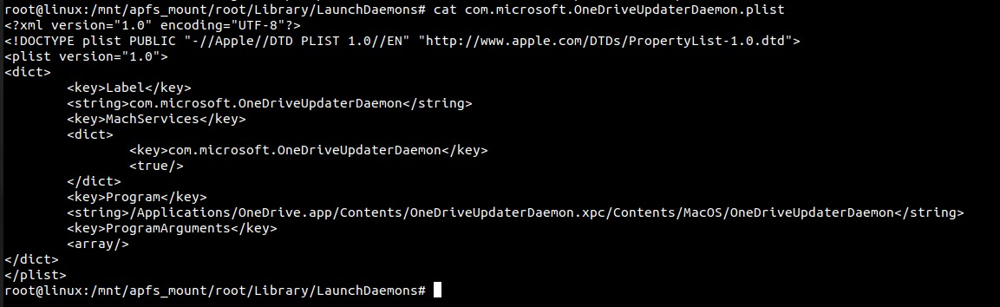 root@linux:/mnt/apfs_mount/root/Library/LaunchDaemons# cat com.microsoft.OneDriveUpdaterDaemon.plist
<?xml version="1.0" encoding="UTF-8"?>
<!DOCTYPE plist PUBLIC "-//Apple//DTD PLIST 1.0//EN" "http://www.apple.com/DTDs/PropertyList-1.0.dtd">
<plist version="1.0">
<dict>
        <key>Label</key>
        <string>com.microsoft.OneDriveUpdaterDaemon</string>
        <key>MachServices</key>
        <dict>
                <key>com.microsoft.OneDriveUpdaterDaemon</key>
                <true/>
        </dict>
        <key>Program</key>
        <string>/Applications/OneDrive.app/Contents/OneDriveUpdaterDaemon.xpc/Contents/MacOS/OneDriveUpdaterDaemon</string>
        <key>ProgramArguments</key>
        <array/>
</dict>
</plist>
root@linux:/mnt/apfs_mount/root/Library/LaunchDaemons#